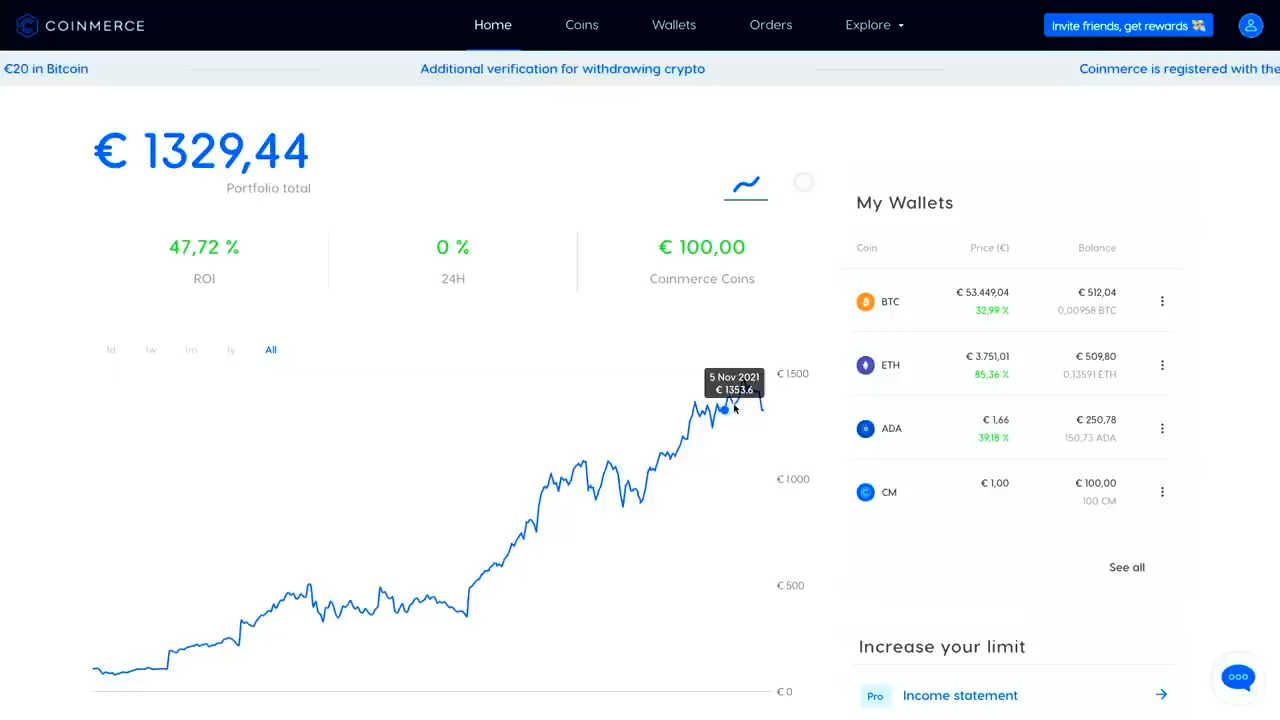 COINMERCE
Home
Coins
Wallets
Orders
Explore
Invite friends, get rewards 💸
€20 in Bitcoin
Additional verification for withdrawing crypto
Coinmerce is registered with the
€ 1329,44
Portfolio total
47,72 %
ROI
0 %
24H
€ 100,00
Coinmerce Coins
1d
1w
1m
1y
All
5 Nov 2021
€ 1353.6
€ 1.500
€ 1.000
€ 500
€ 0
My Wallets
Coin Price (€) Balance
BTC € 53.449,04 € 512,04
32,99 % 0,00958 BTC
ETH € 3.751,01 € 509,80
85,36 % 0,13591 ETH
ADA € 1,66 € 250,78
39,18 % 150,73 ADA
CM € 1,00 € 100,00
100 CM
See all
Increase your limit
Pro Income statement